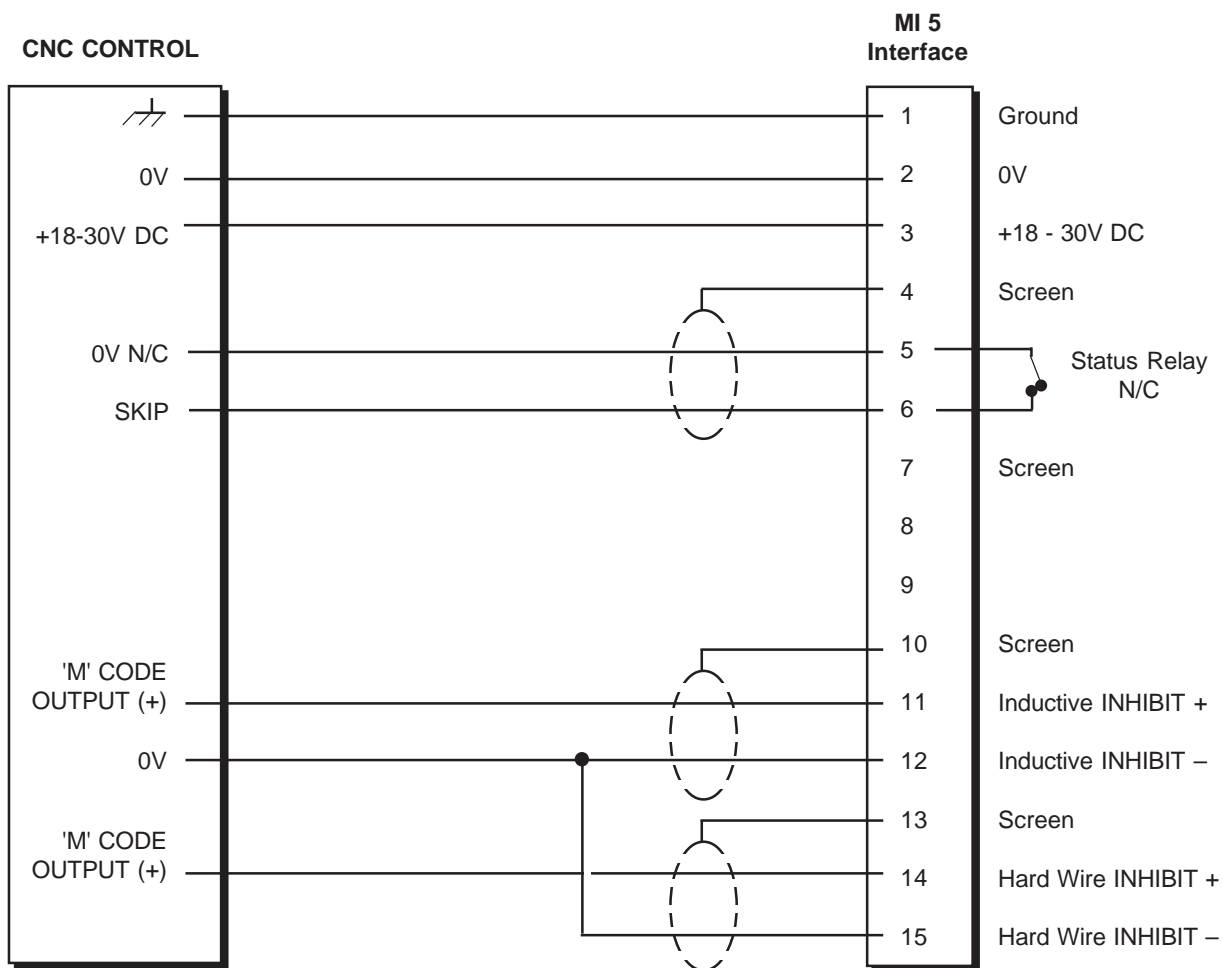 MI 5
Interface
CNC CONTROL
1 Ground
0V 2 0V
+18-30V DC 3 +18 - 30V DC
4 Screen
0V N/C 5 Status Relay
N/C
SKIP 6
7 Screen
8
9
10 Screen
'M' CODE
OUTPUT (+) 11 Inductive INHIBIT +
0V 12 Inductive INHIBIT –
13 Screen
'M' CODE
OUTPUT (+) 14 Hard Wire INHIBIT +
15 Hard Wire INHIBIT –